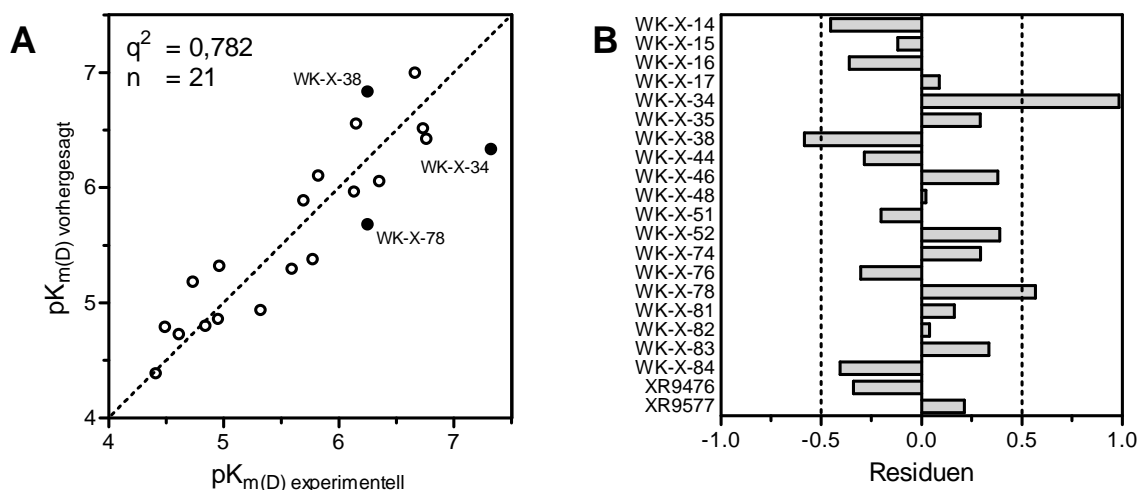 A
q² = 0,782
n = 21
WK-X-38
WK-X-34
WK-X-78
7
6
5
4
4 5 6 7
pKm(D) vorhergesagt
pKm(D) experimentell
B
WK-X-14
WK-X-15
WK-X-16
WK-X-17
WK-X-34
WK-X-35
WK-X-38
WK-X-44
WK-X-46
WK-X-48
WK-X-51
WK-X-52
WK-X-74
WK-X-76
WK-X-78
WK-X-81
WK-X-82
WK-X-83
WK-X-84
XR9476
XR9577
-1.0 -0.5 0.0 0.5 1.0
Residuen